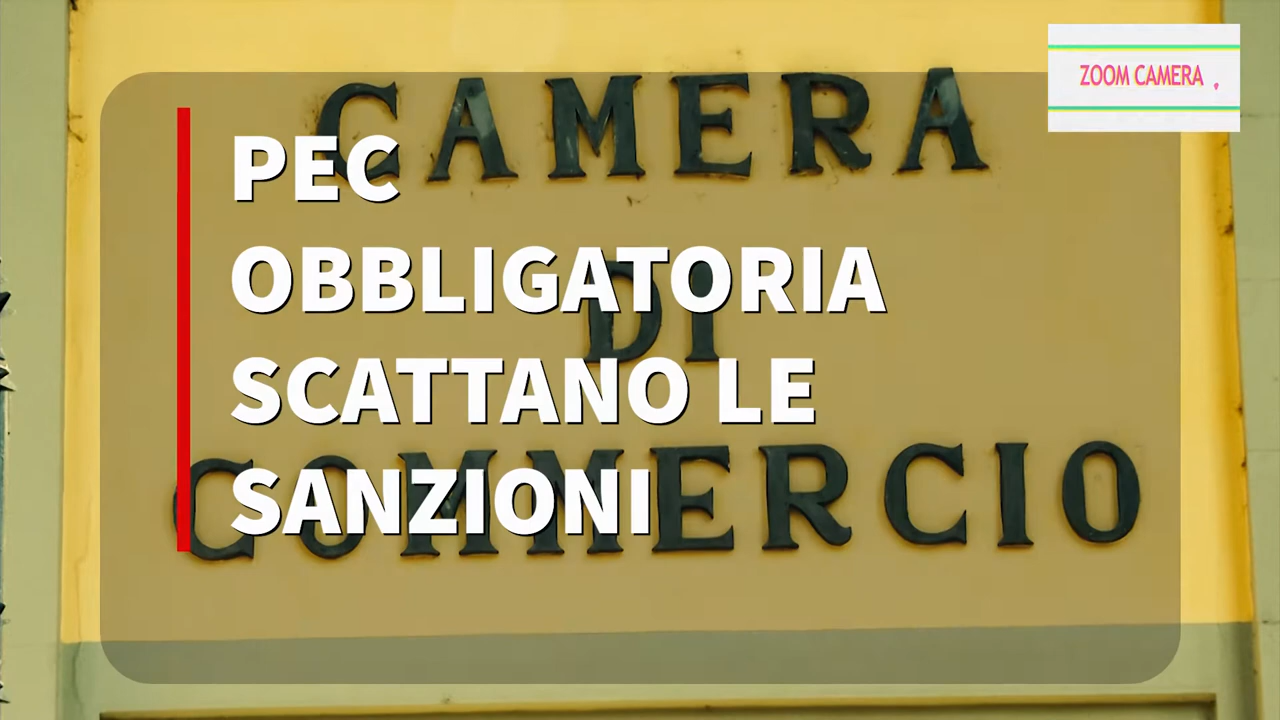 ZOOM CAMERA
CAMERA
DI
COMMERCIO
PEC
OBBLIGATORIA
SCATTANO LE
SANZIONI